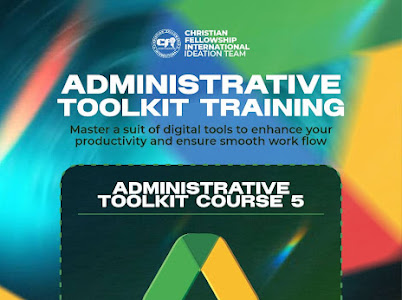 CHRISTIAN
FELLOWSHIP
INTERNATIONAL
IDEATION TEAM
ADMINISTRATIVE
TOOLKIT TRAINING
Master a suit of digital tools to enhance your
productivity and ensure smooth work flow
ADMINISTRATIVE
TOOLKIT COURSE 5